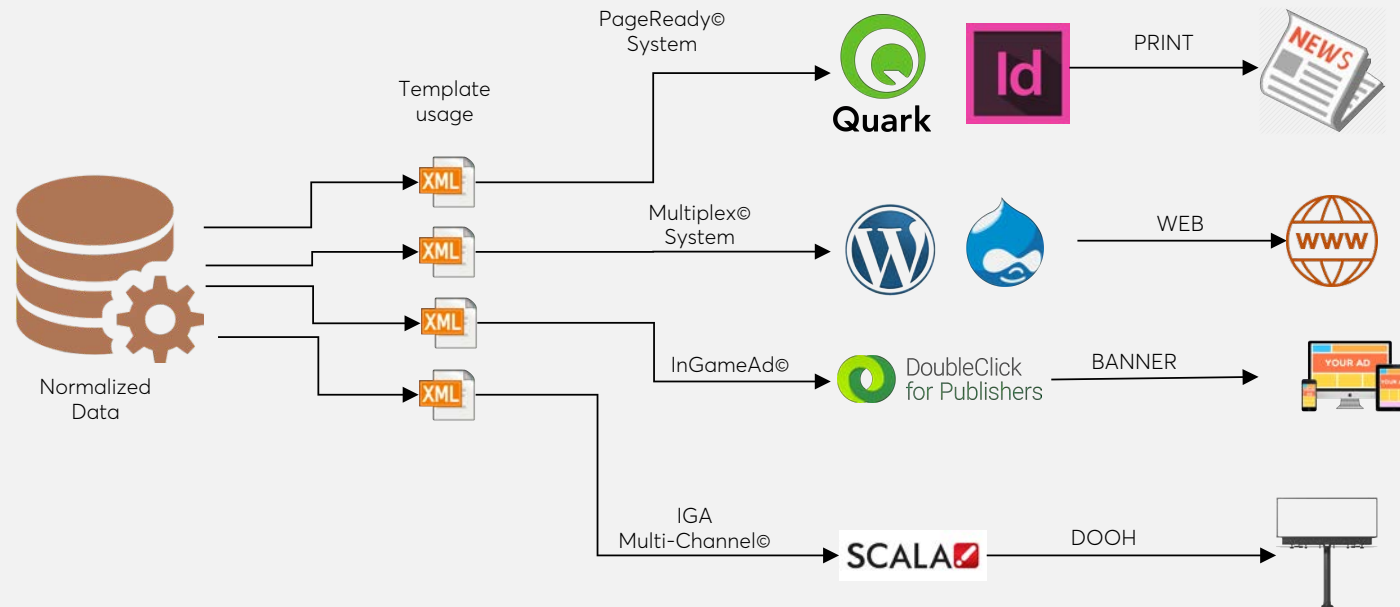 PageReady©
System
PRINT
NEWS
Id
Quark
Template
usage
XML
Multiplex©
System
WEB
WWW
XML
XML
InGameAd©
DoubleClick
for Publishers
BANNER
YOUR AD
YOUR A
Normalized
Data
XML
IGA
Multi-Channel©
SCALA
DOOH